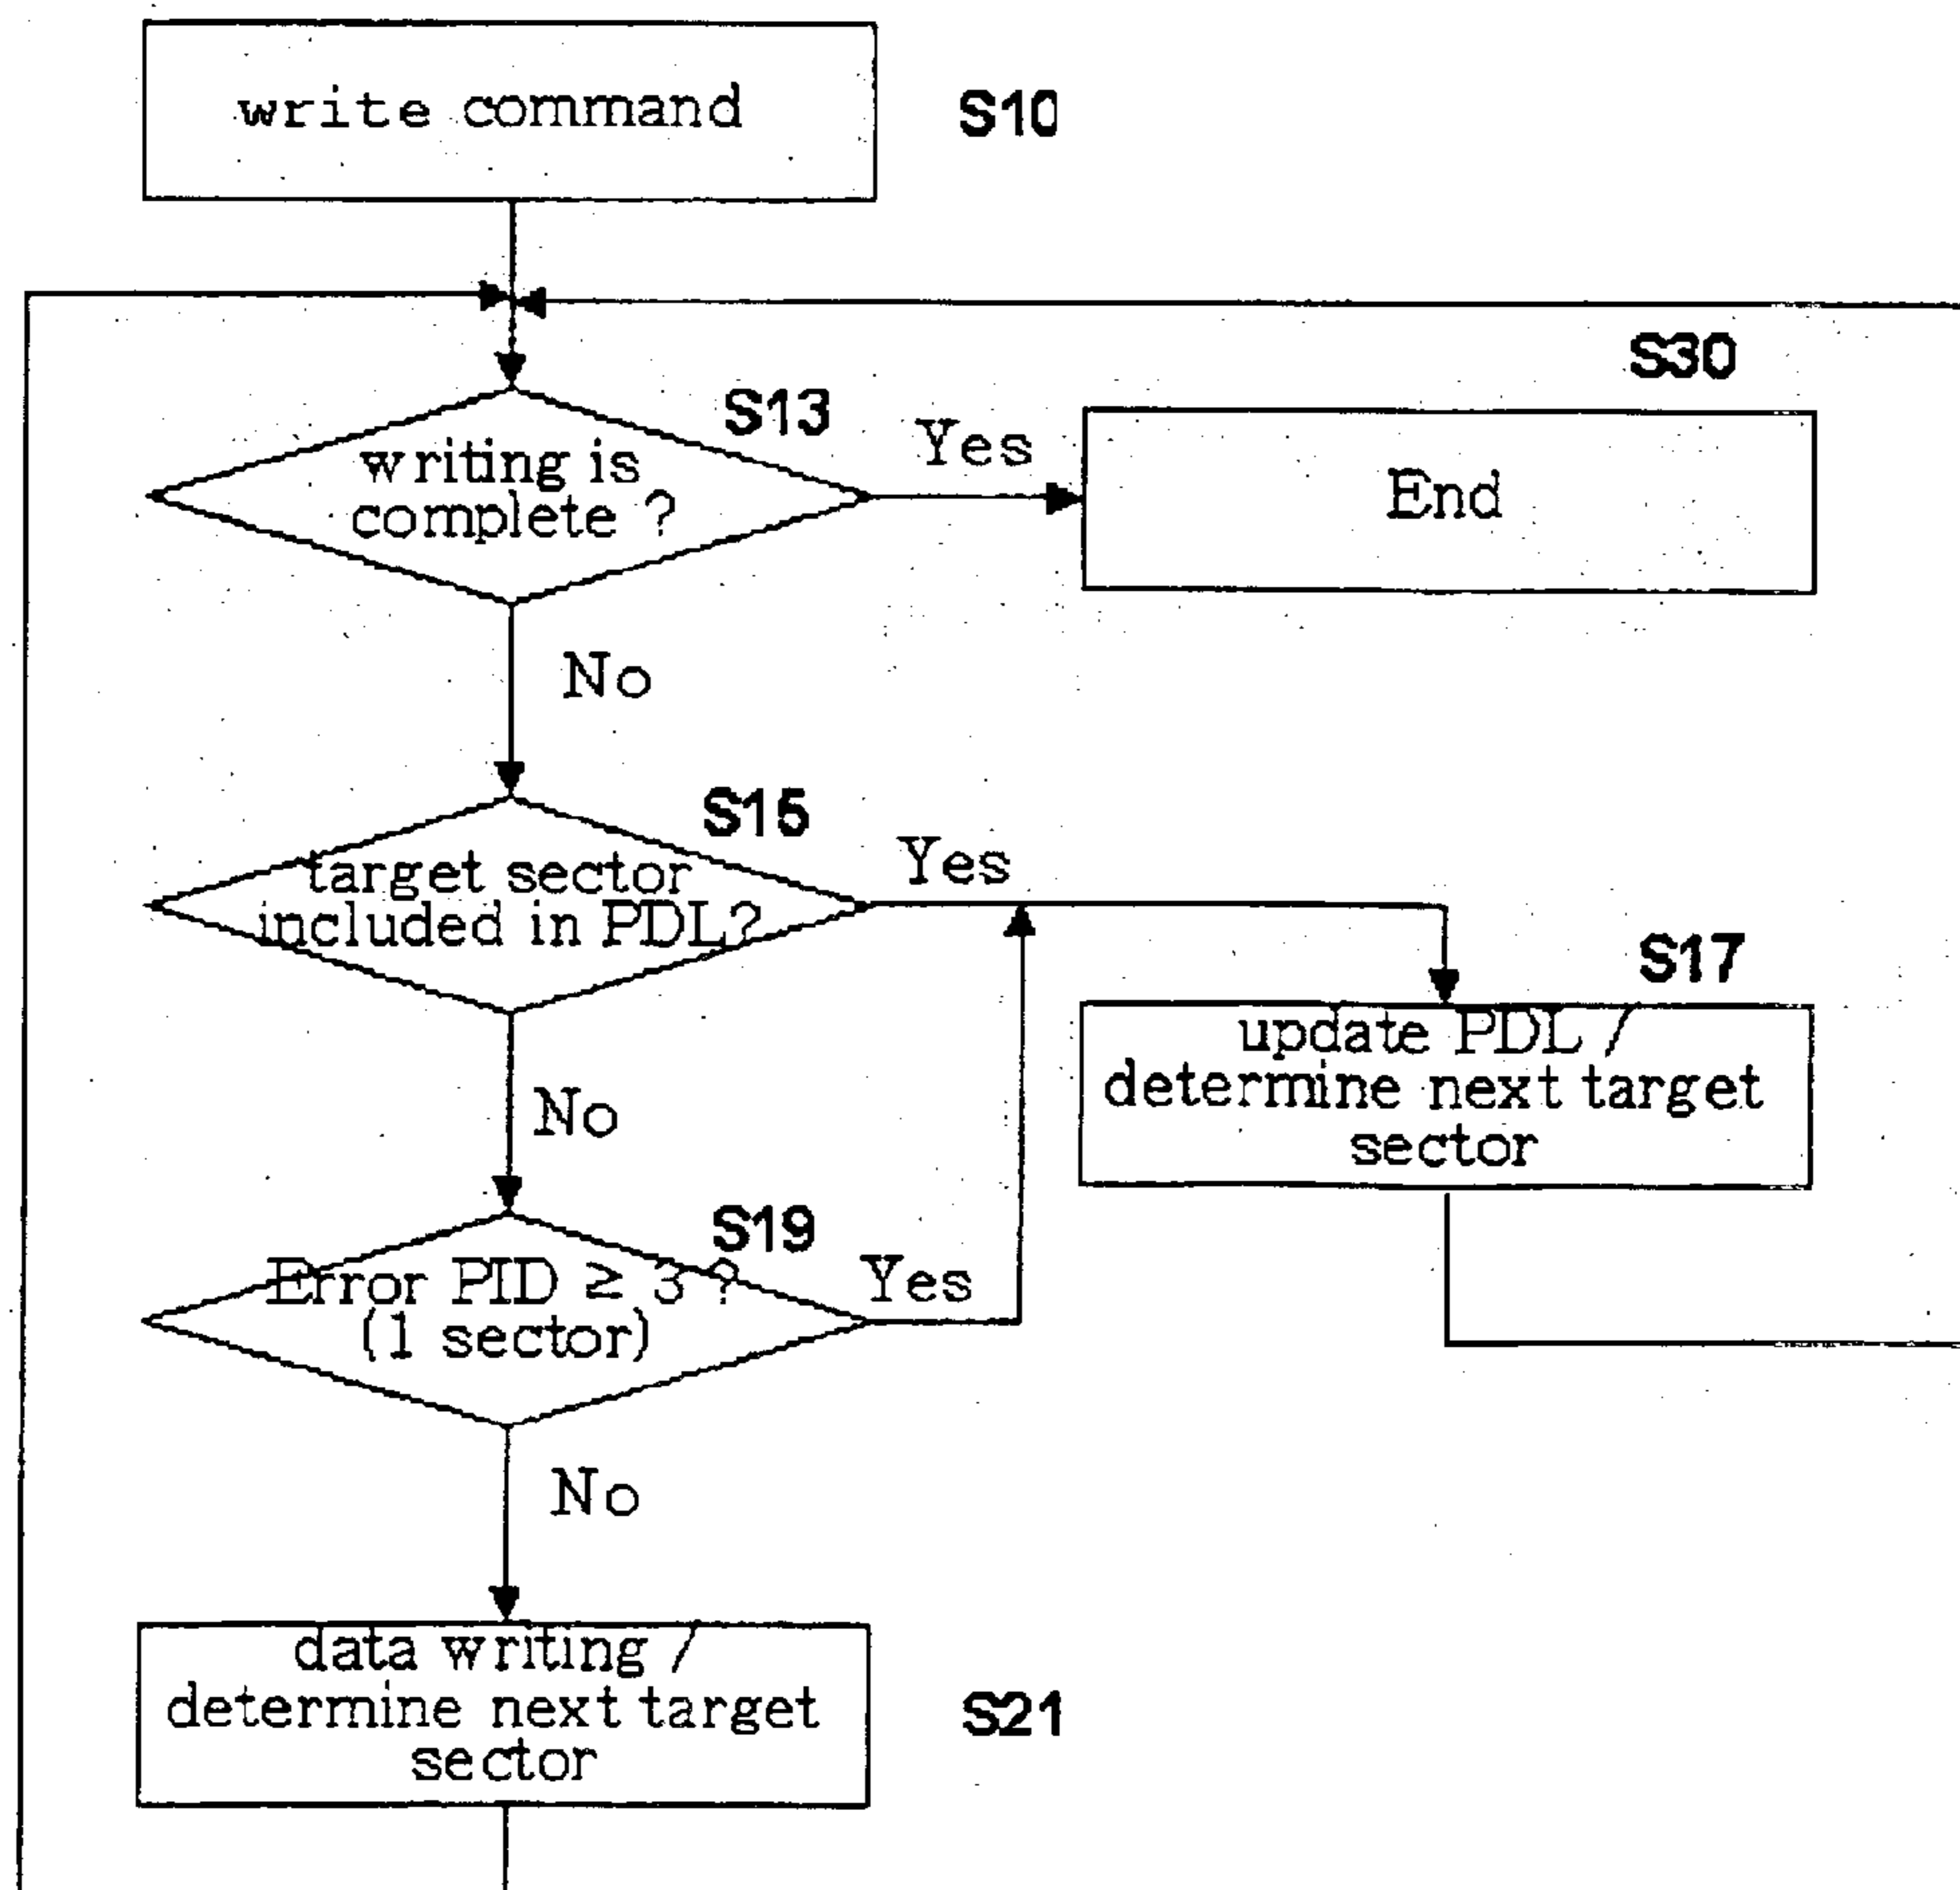 write command
S10
S30
S13
Yes
writing is
complete ?
End
No
S15
Yes
target sector
included in PDL?
S17
update PDL /
determine next target
sector
No
S19
Error PID ≥ 3 ?
(1 sector)
Yes
No
data writing /
determine next target
sector
S21